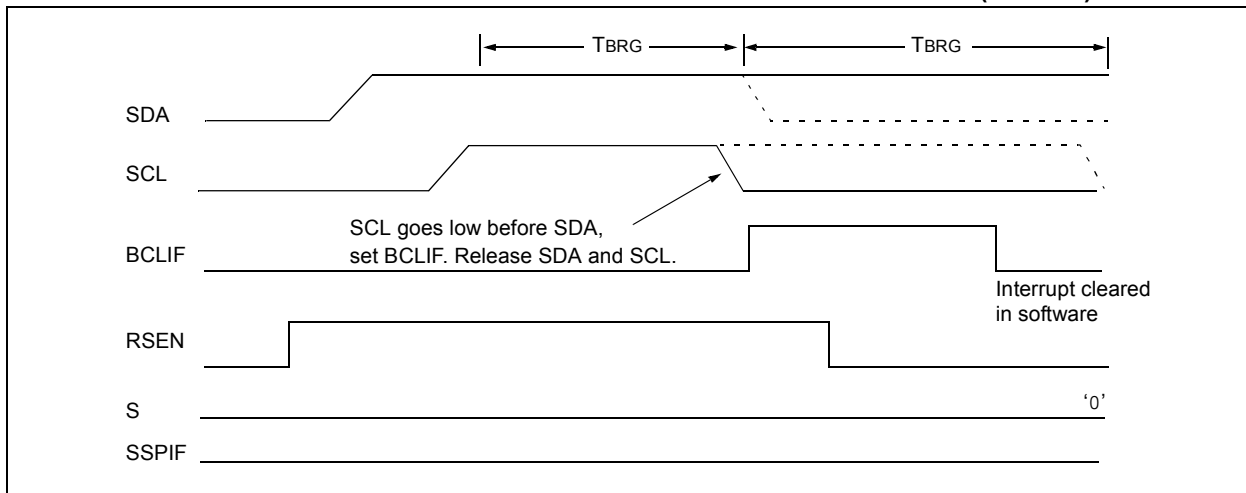 TBRG TBRG
SDA
SCL
SCL goes low before SDA,
set BCLIF. Release SDA and SCL.
BCLIF
Interrupt cleared
in software
RSEN
S
‘0’
SSPIF